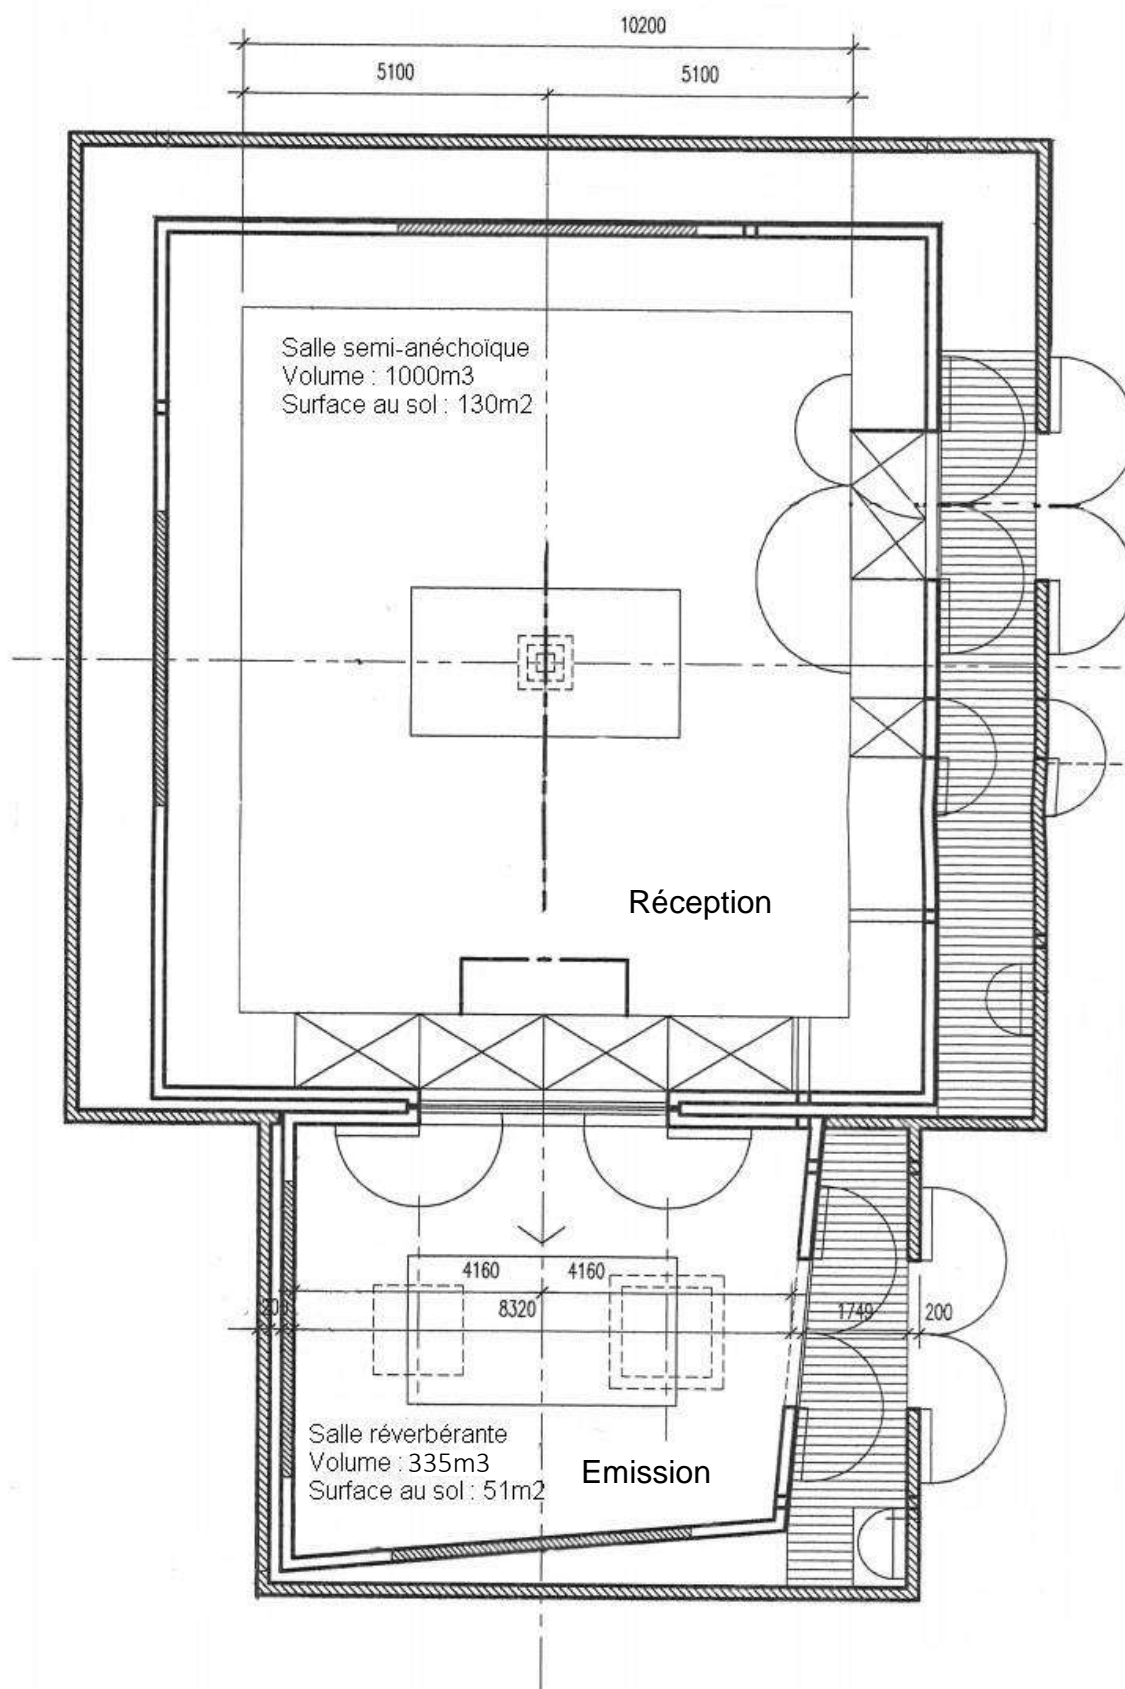 10200
5100 5100
Salle semi-anéchoïque
Volume : 1000m3
Surface au sol : 130m2
Réception
4160 4160
8320 1749 200
Salle réverbérante
Volume : 335m3
Surface au sol : 51m2
Emission